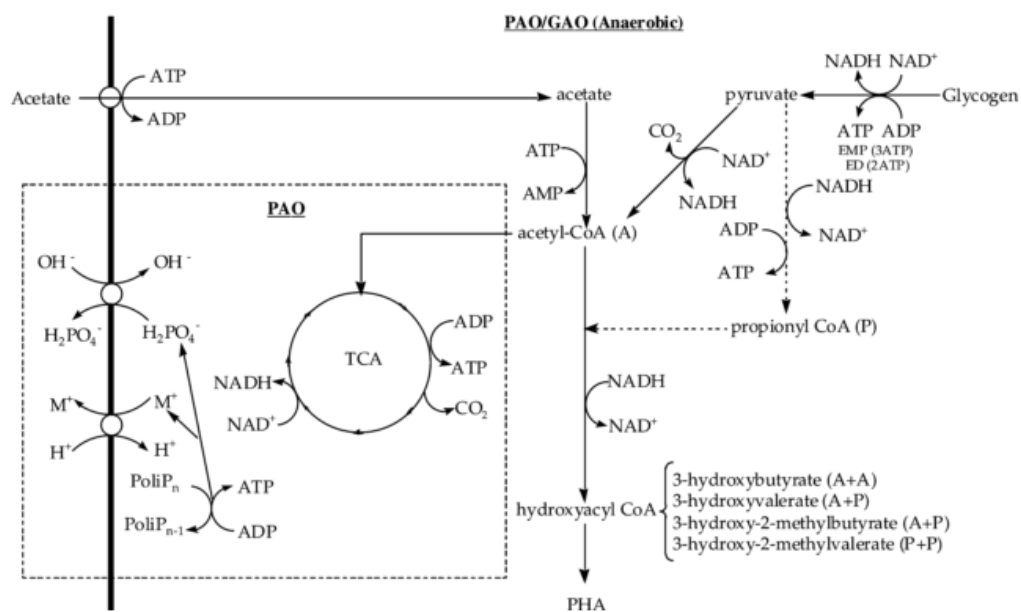 PAO/GAO (Anaerobic)
Acetate
ATP
ADP
acetate
pyruvate
NADH
NAD⁺
Glycogen
ATP
ADP
EMP (3ATP)
ED (2ATP)
CO₂
NAD⁺
NADH
ATP
AMP
NADH
NAD⁺
ADP
ATP
acetyl-CoA (A)
propionyl CoA (P)
PAO
OH⁻
OH⁻
H₂PO₄⁻
H₂PO₄⁻
M⁺
M⁺
H⁺
H⁺
PoliPₙ
ATP
PoliPₙ₋₁
ADP
TCA
ADP
ATP
NADH
NAD⁺
CO₂
NADH
NAD⁺
hydroxyacyl CoA
3-hydroxybutyrate (A+A)
3-hydroxyvalerate (A+P)
3-hydroxy-2-methylbutyrate (A+P)
3-hydroxy-2-methylvalerate (P+P)
PHA